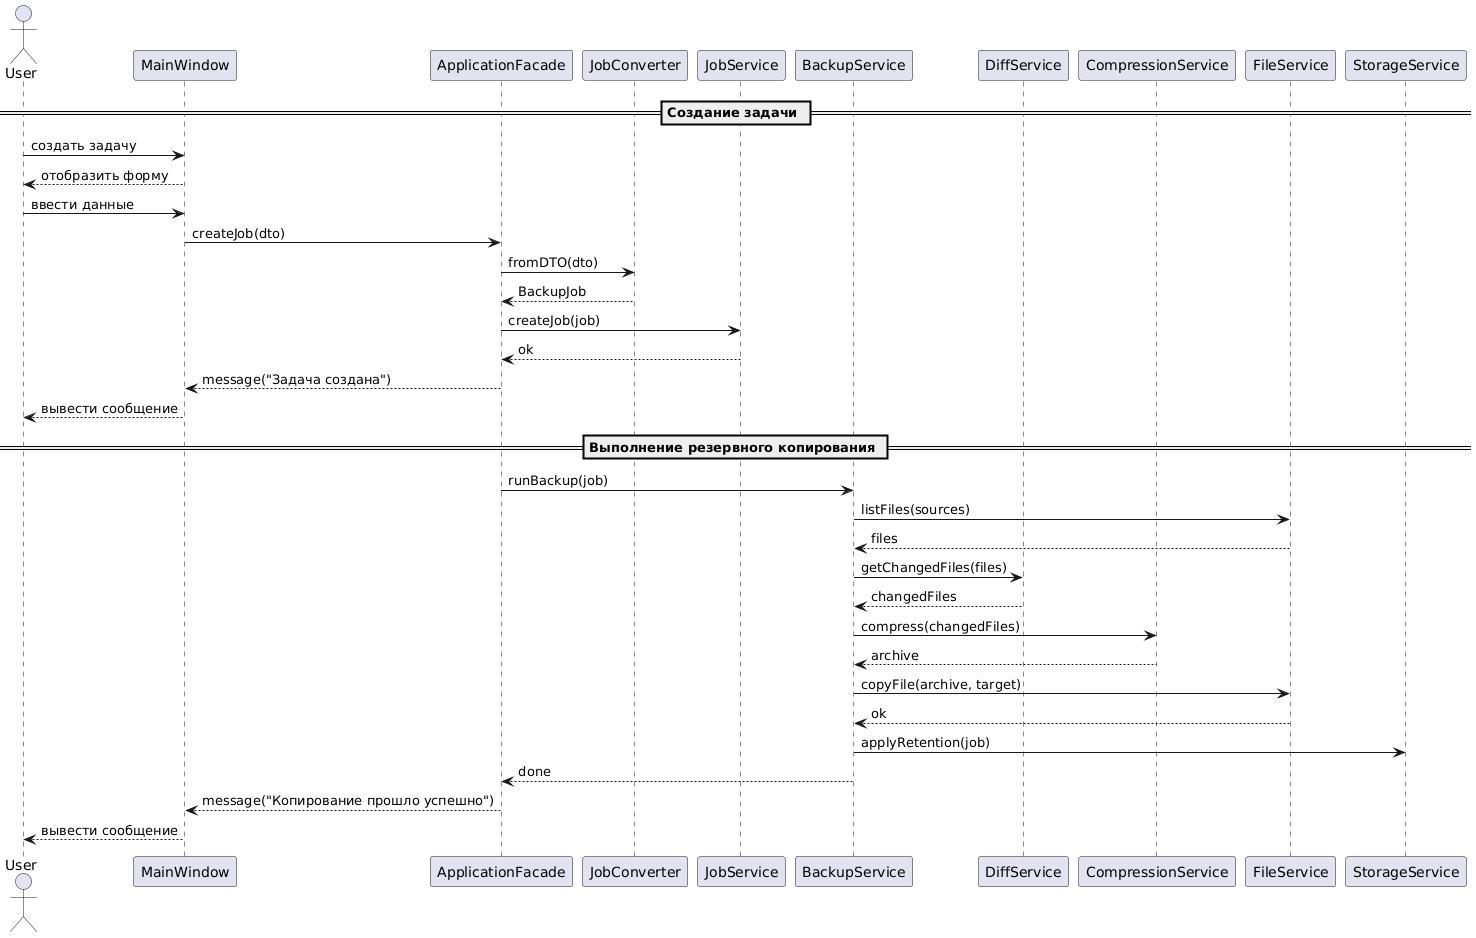 User
MainWindow
ApplicationFacade
JobConverter
JobService
BackupService
DiffService
CompressionService
FileService
StorageService
Создание задачи
создать задачу
отобразить форму
ввести данные
createJob(dto)
fromDTO(dto)
BackupJob
createJob(job)
ok
message("Задача создана")
вывести сообщение
Выполнение резервного копирования
runBackup(job)
listFiles(sources)
files
getChangedFiles(files)
changedFiles
compress(changedFiles)
archive
copyFile(archive, target)
ok
applyRetention(job)
done
message("Копирование прошло успешно")
вывести сообщение
User
MainWindow
ApplicationFacade
JobConverter
JobService
BackupService
DiffService
CompressionService
FileService
StorageService